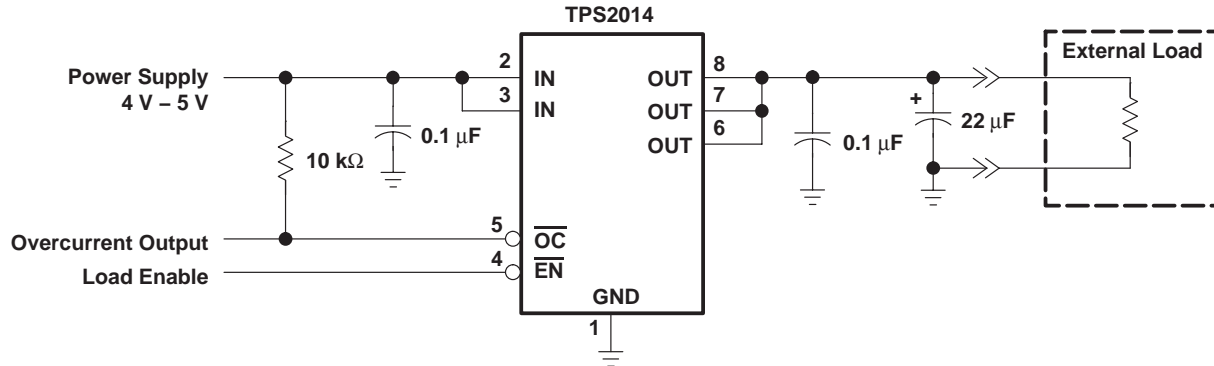 TPS2014
Power Supply
4 V – 5 V
2
IN
3
IN
10 kΩ
0.1 μF
Overcurrent Output
5
OC
Load Enable
4
EN
GND
1
OUT
8
OUT
7
OUT
6
0.1 μF
+
22 μF
External Load